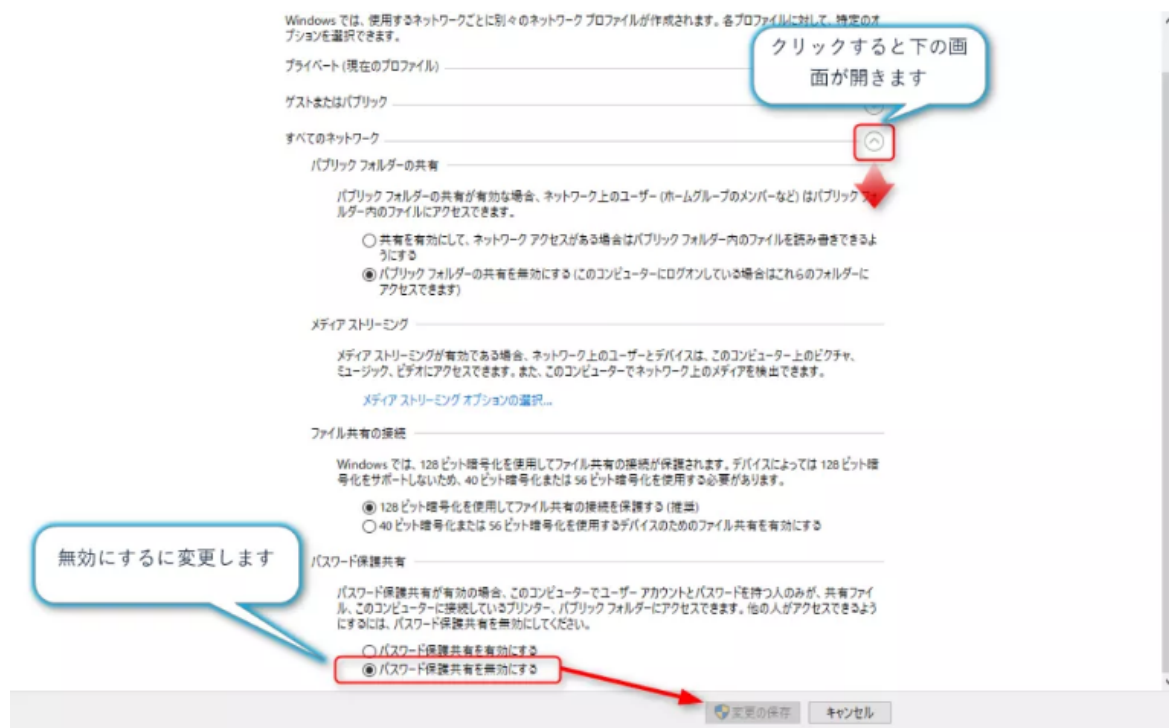 Windows では、使用するネットワークごとに別々のネットワーク プロファイルが作成されます。各プロファイルに対して、特定のオ
プションを選択できます。
クリックすると下の画
面が開きます
プライベート (現在のプロファイル)
ゲストまたはパブリック
すべてのネットワーク
パブリック フォルダーの共有
パブリック フォルダーの共有が有効な場合、ネットワーク上のユーザー (ホームグループのメンバーなど) はパブリック フォ
ルダー内のファイルにアクセスできます。
共有を有効にして、ネットワーク アクセスがある場合はパブリック フォルダー内のファイルを読み書きできるよ
うにする
パブリック フォルダーの共有を無効にする (このコンピューターにログオンしている場合はこれらのフォルダーに
アクセスできます)
メディア ストリーミング
メディア ストリーミングが有効である場合、ネットワーク上のユーザーとデバイスは、このコンピューター上のピクチャ、
ミュージック、ビデオにアクセスできます。また、このコンピューターでネットワーク上のメディアを検出できます。
メディア ストリーミング オプションの選択...
ファイル共有の接続
Windows では、128 ビット暗号化を使用してファイル共有の接続が保護されます。デバイスによっては 128 ビット暗
号化をサポートしないため、40 ビット暗号化または 56 ビット暗号化を使用する必要があります。
128 ビット暗号化を使用してファイル共有の接続を保護する (推奨)
40 ビット暗号化または 56 ビット暗号化を使用するデバイスのためのファイル共有を有効にする
無効にするに変更します
パスワード保護共有
パスワード保護共有が有効の場合、このコンピューターでユーザー アカウントとパスワードを持つ人のみが、共有ファイ
ル、このコンピューターに接続しているプリンター、パブリック フォルダーにアクセスできます。他の人がアクセスできるよう
にするには、パスワード保護共有を無効にしてください。
パスワード保護共有を有効にする
パスワード保護共有を無効にする
変更の保存
キャンセル